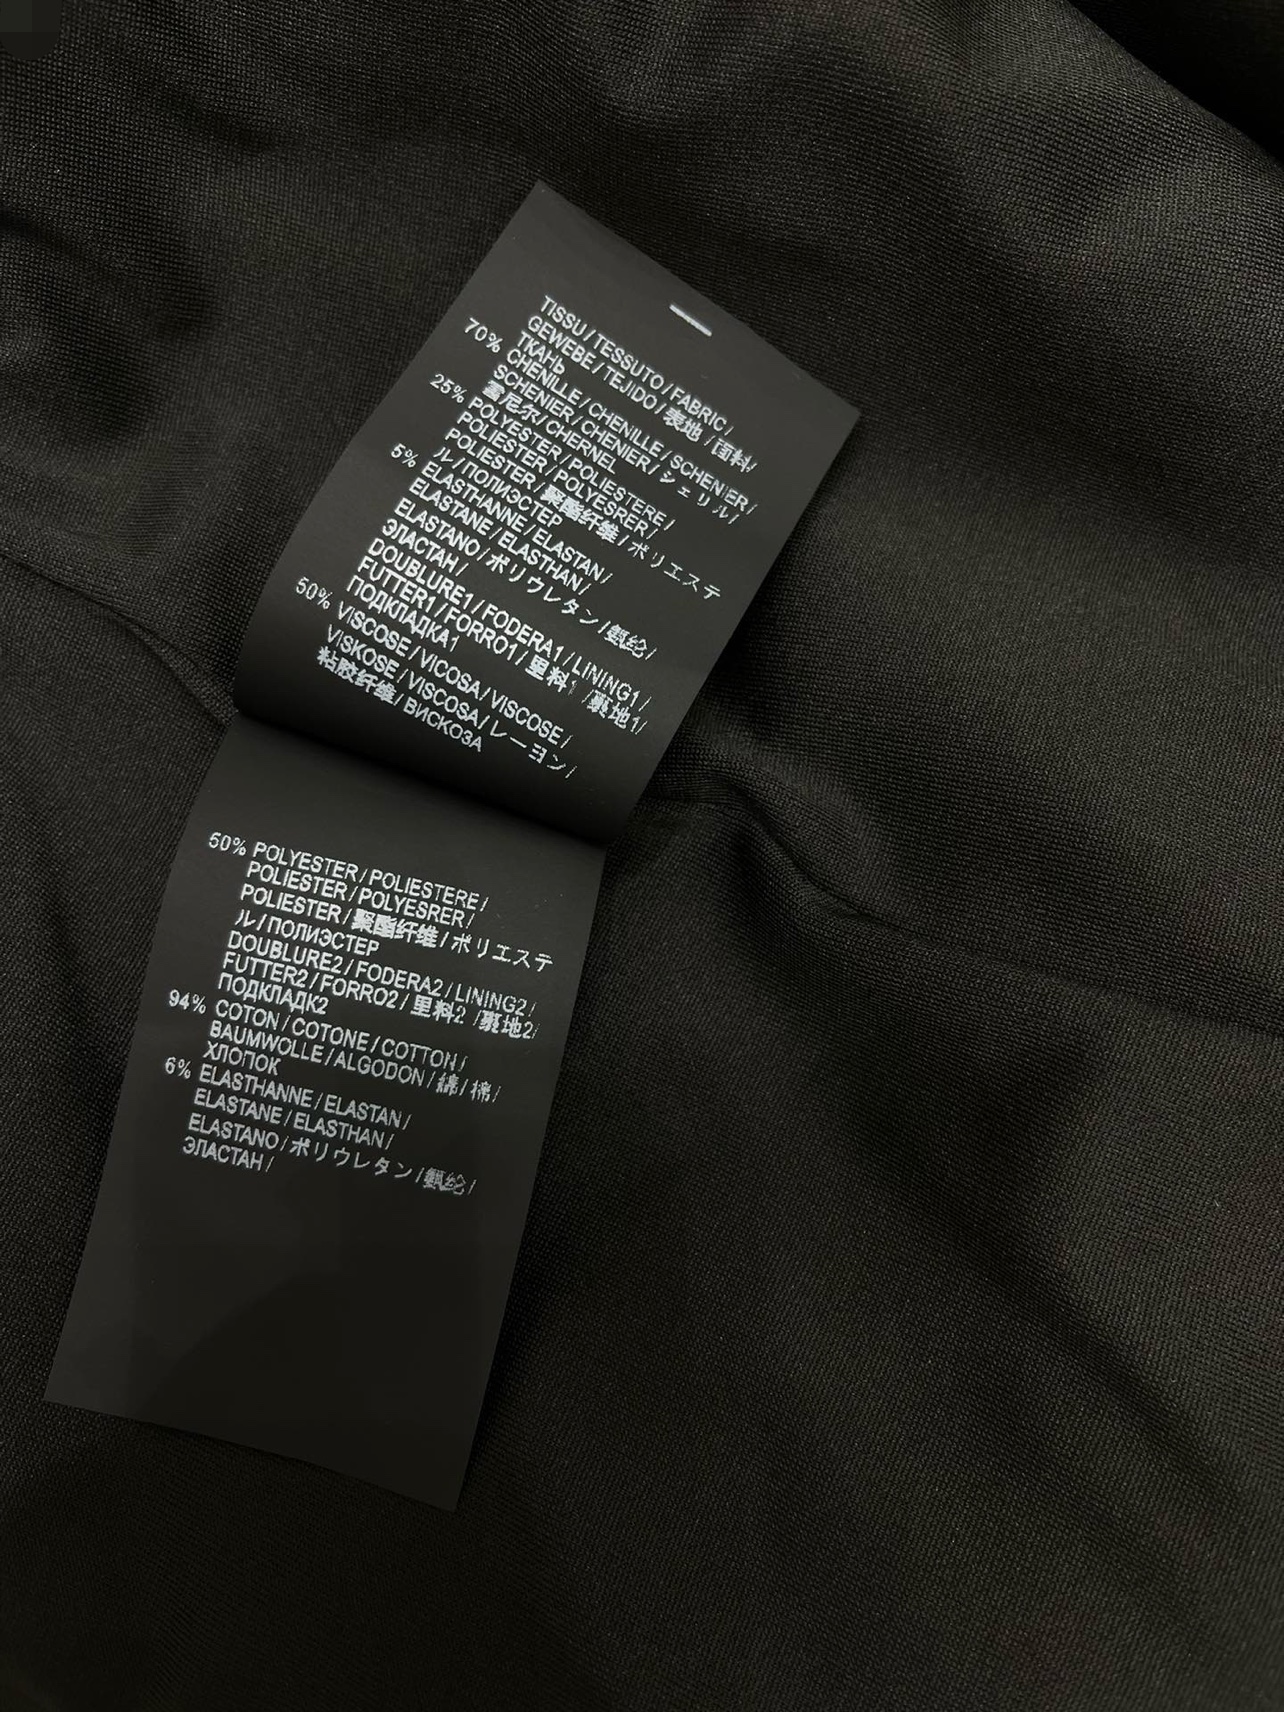 TISSU/TESSUTO/FABRIC/
GEWEBE/TEJIDO/表地/面料/
ТКАНЬ
70% CHENILLE/CHENILLE/SCHENIER/
SCHENIER/CHENIER/シェリル/
雪尼尔/CHERNEL
25% POLYESTER/POLIESTERE/
POLIESTER/POLYESRER/
POLIESTER/聚酯纤维/ポリエステ
ル/ПОЛИЭСТЕР
5% ELASTHANNE/ELASTAN/
ELASTANE/ELASTHAN/
ELASTANO/ポリウレタン/氨纶/
ЭЛАСТАН/
DOUBLURE1/FODERA1/LINING1/
FUTTER1/FORRO1/里料1/裏地1/
ПОДКЛАДКА1
50% VISCOSE/VICOSA/VISCOSE/
VISKOSE/VISCOSA/レーヨン/
粘胶纤维/ВИСКОЗА
50% POLYESTER/POLIESTERE/
POLIESTER/POLYESRER/
POLIESTER/聚酯纤维/ポリエステ
ル/ПОЛИЭСТЕР
DOUBLURE2/FODERA2/LINING2/
FUTTER2/FORRO2/里料2/裏地2/
ПОДКЛАДК2
94% COTON/COTONE/COTTON/
BAUMWOLLE/ALGODON/綿/棉/
ХЛОПОК
6% ELASTHANNE/ELASTAN/
ELASTANE/ELASTHAN/
ELASTANO/ポリウレタン/氨纶/
ЭЛАСТАН/